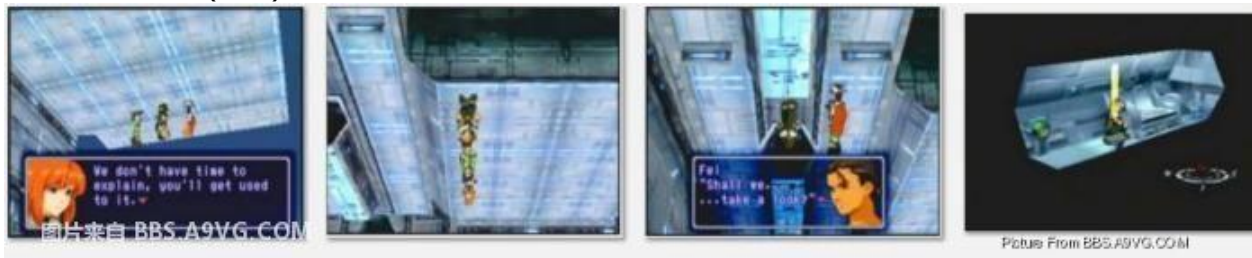 We don't have time to
explain, you'll get used
to it.
图片来自 BBS.A9VG.COM
Fei
"Shall we...
...take a look?"
Picture From BBS.A9VG.COM